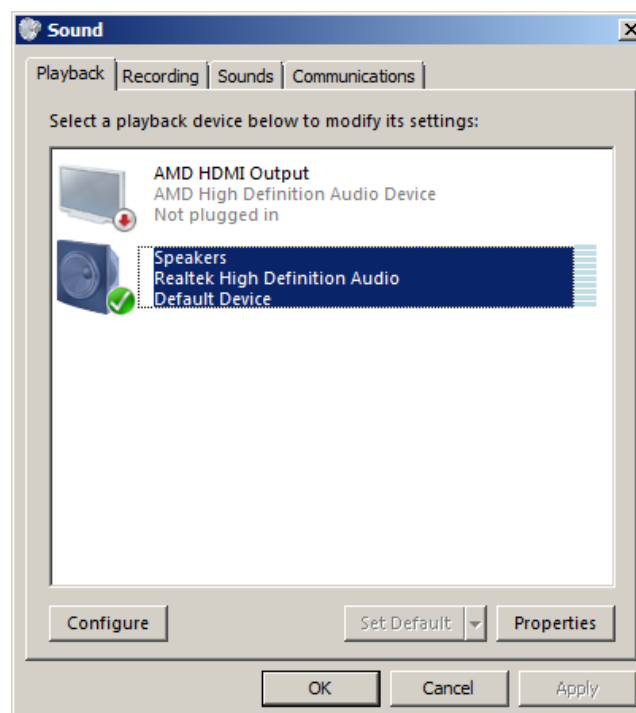 Sound
Playback Recording Sounds Communications
Select a playback device below to modify its settings:
AMD HDMI Output
AMD High Definition Audio Device
Not plugged in
Speakers
Realtek High Definition Audio
Default Device
Configure Set Default Properties
OK Cancel Apply